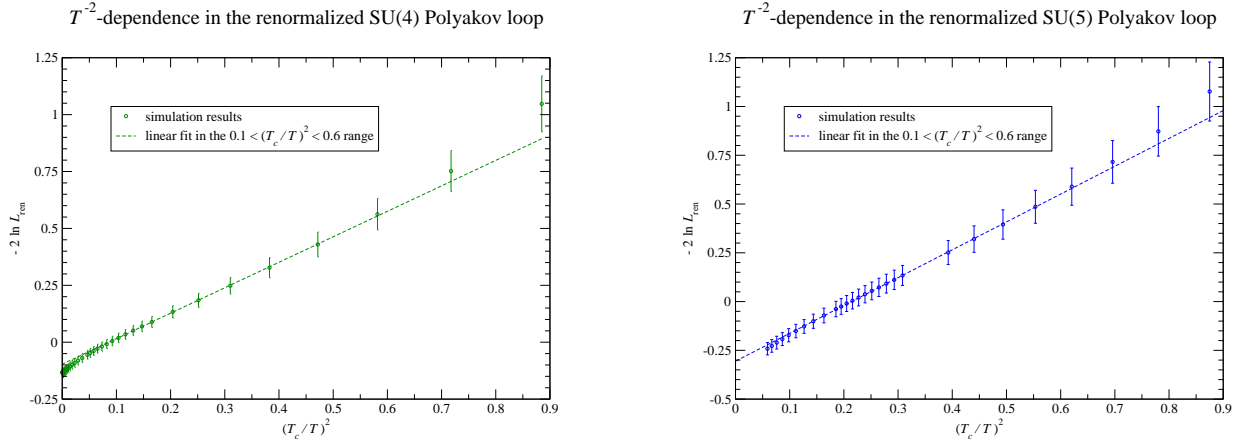 T⁻²-dependence in the renormalized SU(4) Polyakov loop
1.25
1
0.75
0.5
0.25
0
-0.25
- 2 ln L_ren
simulation results
linear fit in the 0.1 < (T_c / T)² < 0.6 range
0 0.1 0.2 0.3 0.4 0.5 0.6 0.7 0.8 0.9
(T_c / T)²
T⁻²-dependence in the renormalized SU(5) Polyakov loop
1.25
1
0.75
0.5
0.25
0
-0.25
-0.5
- 2 ln L_ren
simulation results
linear fit in the 0.1 < (T_c / T)² < 0.6 range
0 0.1 0.2 0.3 0.4 0.5 0.6 0.7 0.8 0.9
(T_c / T)²